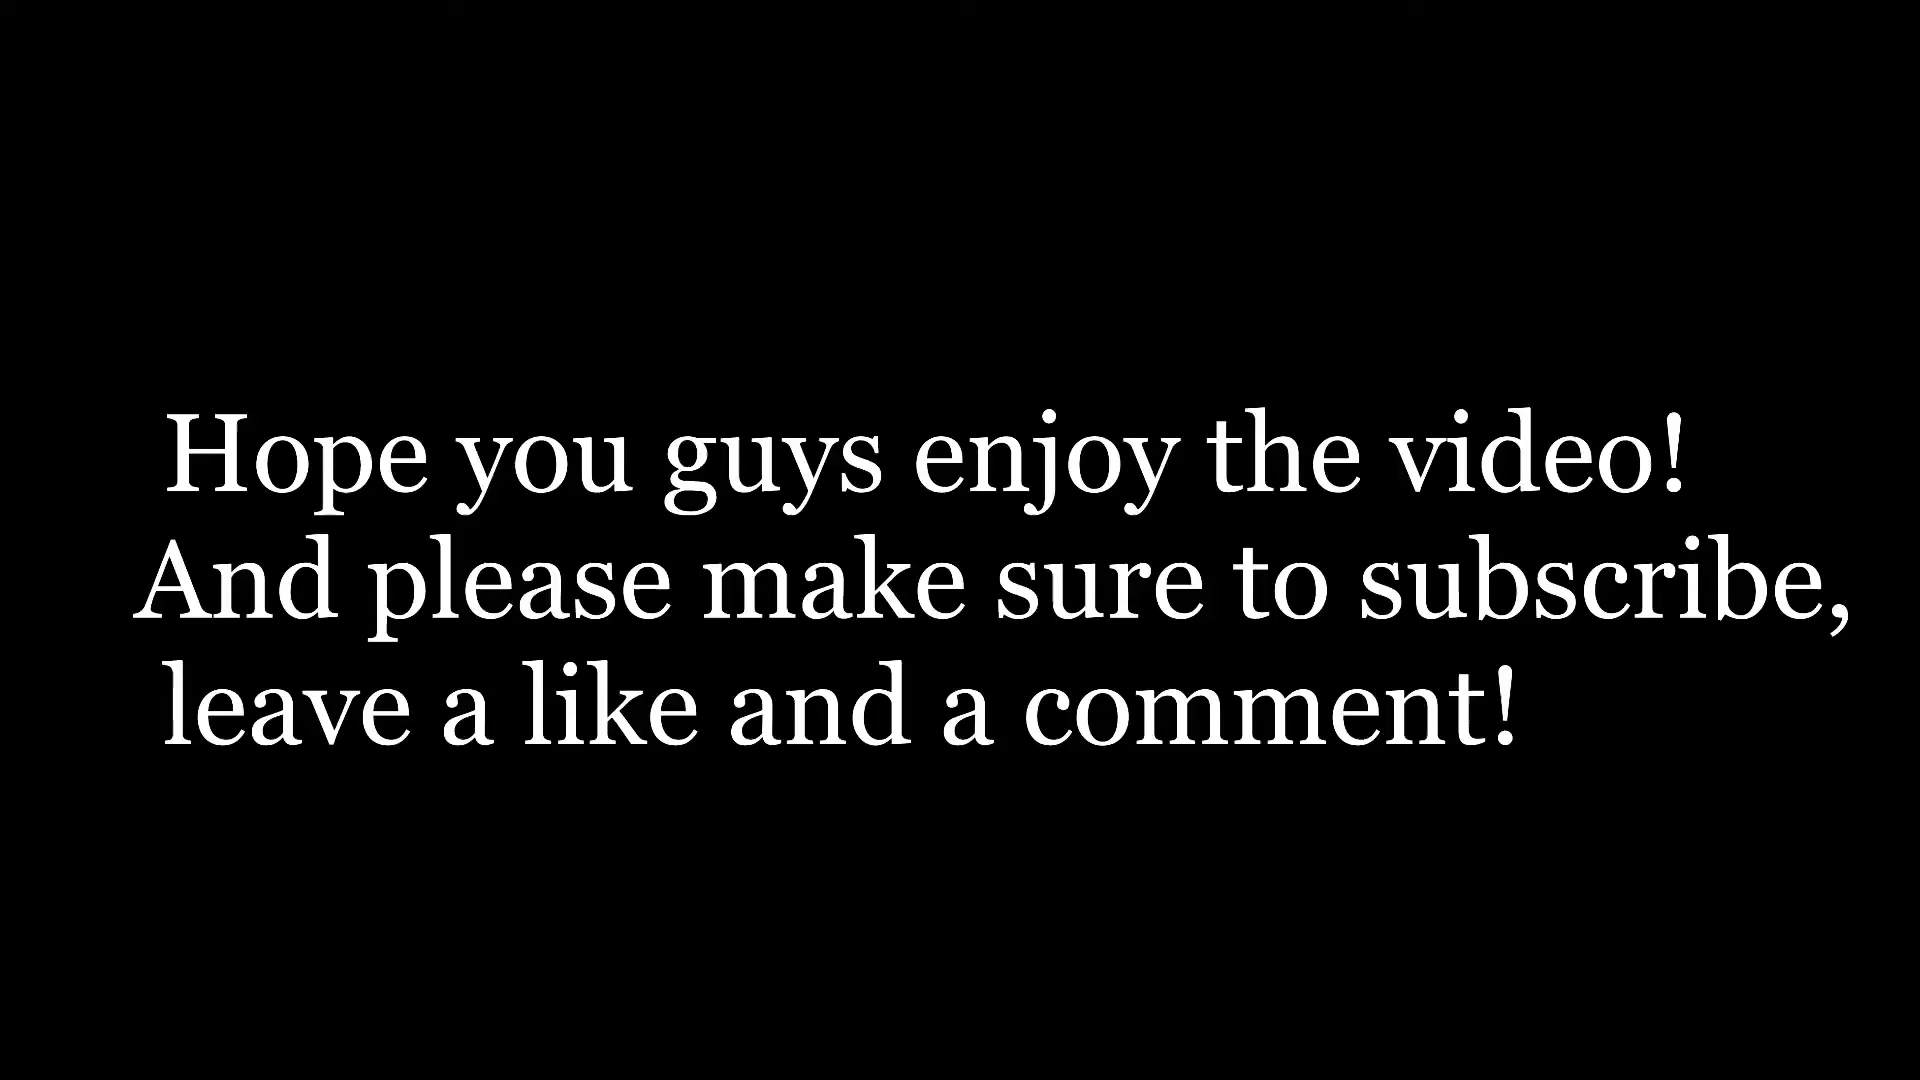 Hope you guys enjoy the video!
And please make sure to subscribe,
leave a like and a comment!